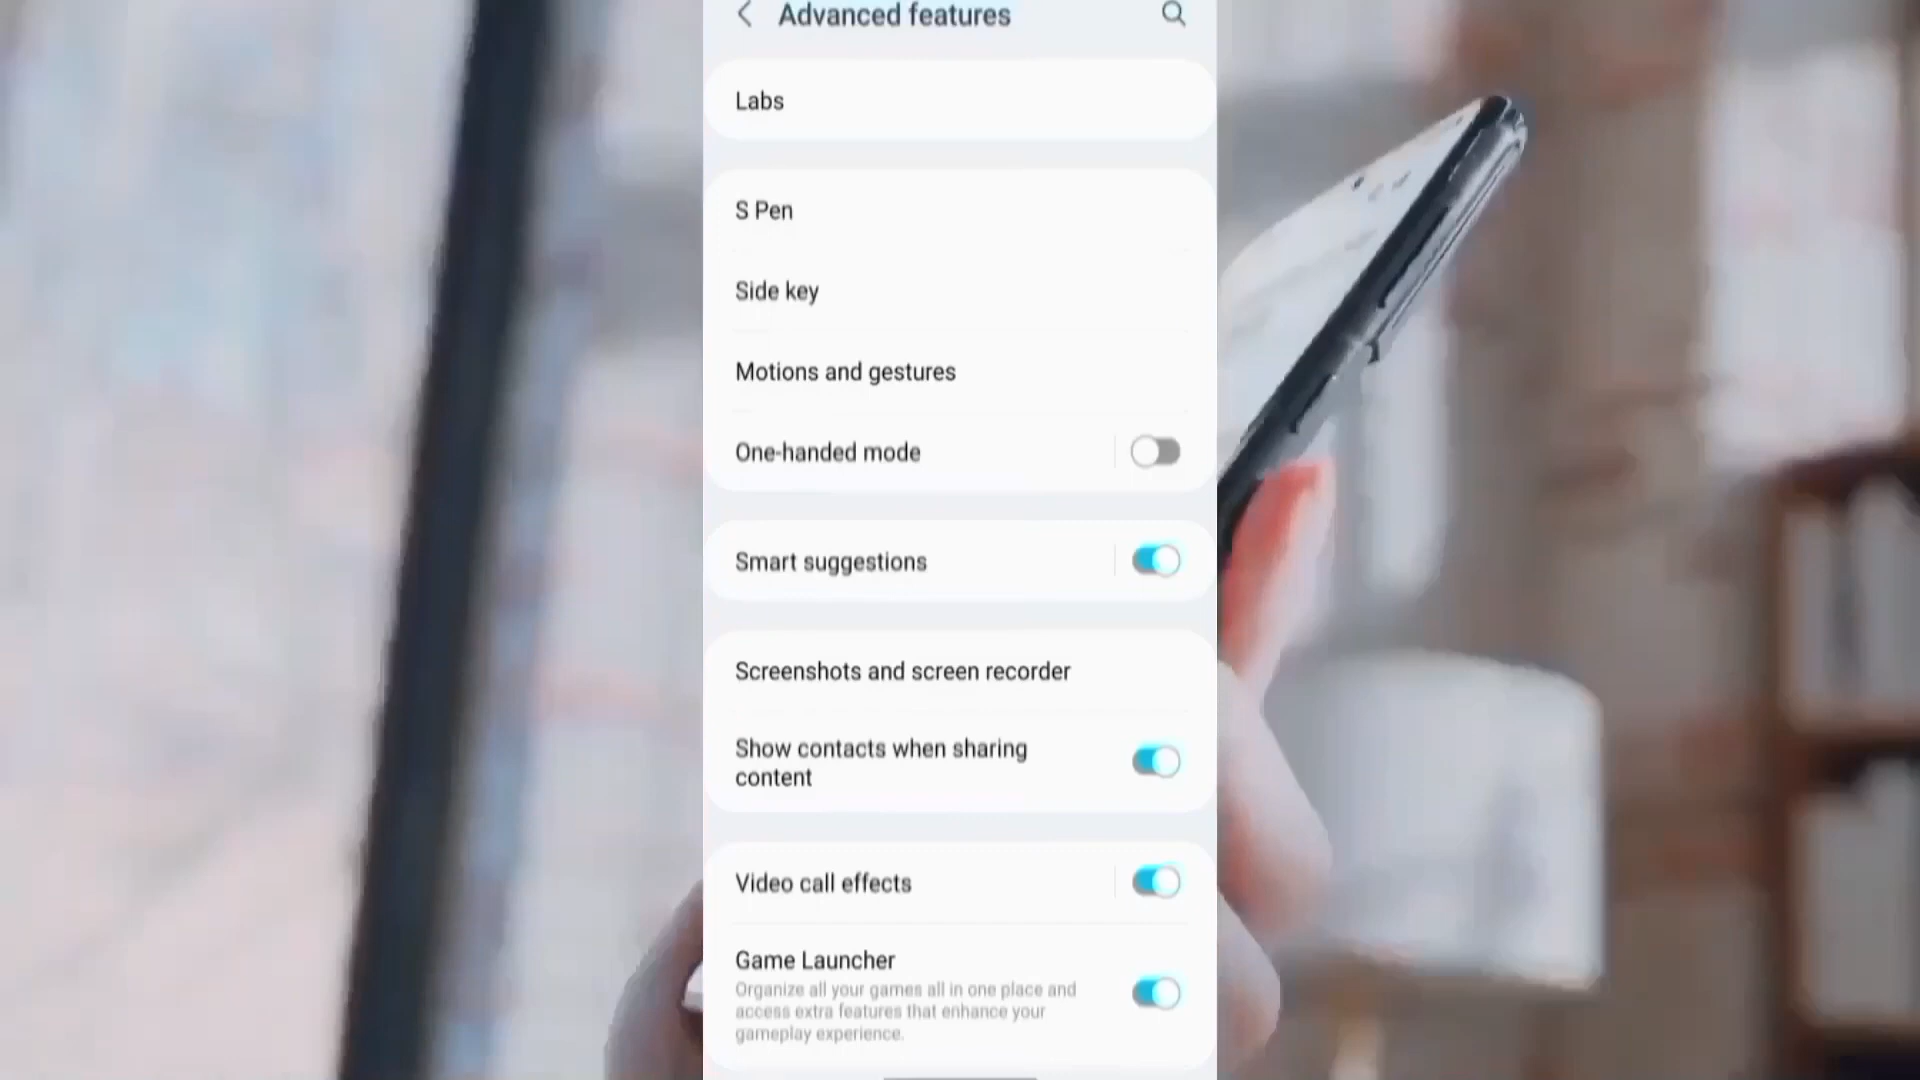 Advanced features
Labs
S Pen
Side key
Motions and gestures
One-handed mode
Smart suggestions
Screenshots and screen recorder
Show contacts when sharing
content
Video call effects
Game Launcher
Organize all your games all in one place and
access extra features that enhance your
gameplay experience.